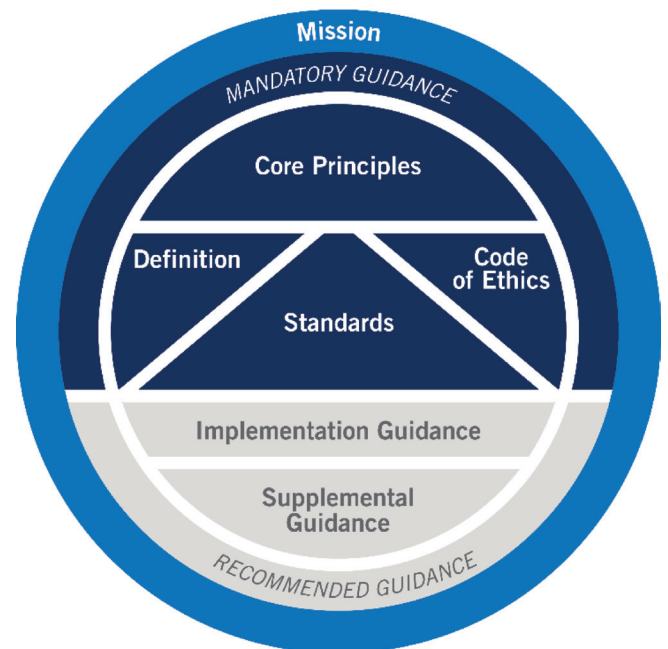 Mission
MANDATORY GUIDANCE
Core Principles
Definition
Code
of Ethics
Standards
Implementation Guidance
Supplemental
Guidance
RECOMMENDED GUIDANCE